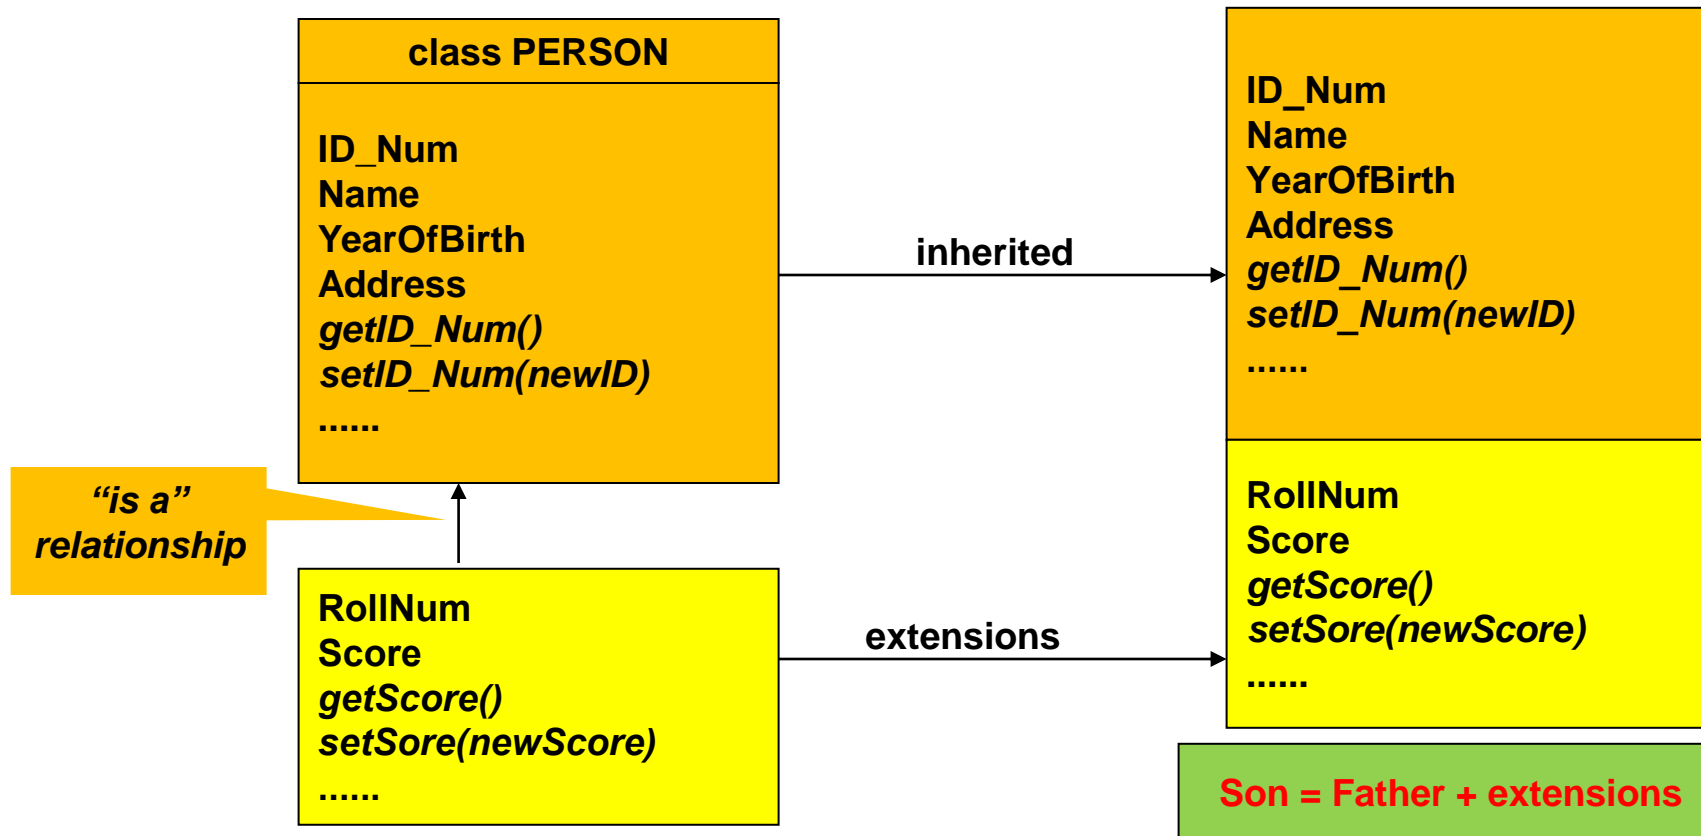 class PERSON
ID_Num
Name
YearOfBirth
Address
getID_Num()
setID_Num(newID)
......
inherited
ID_Num
Name
YearOfBirth
Address
getID_Num()
setID_Num(newID)
......
“is a”
relationship
RollNum
Score
getScore()
setSore(newScore)
......
extensions
RollNum
Score
getScore()
setSore(newScore)
......
Son = Father + extensions